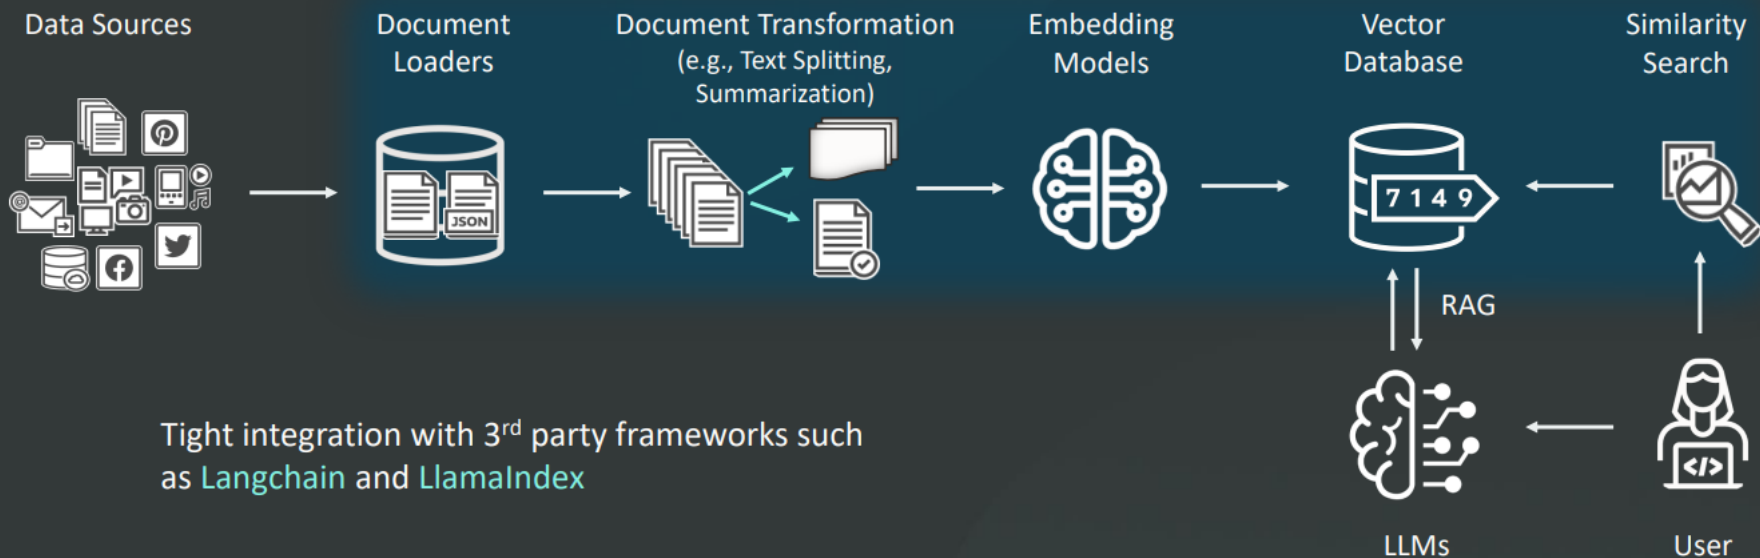 Data Sources
Document
Loaders
Document Transformation
(e.g., Text Splitting,
Summarization)
Embedding
Models
Vector
Database
Similarity
Search
JSON
7 1 4 9
RAG
Tight integration with 3rd party frameworks such
as Langchain and LlamaIndex
</>
LLMs
User